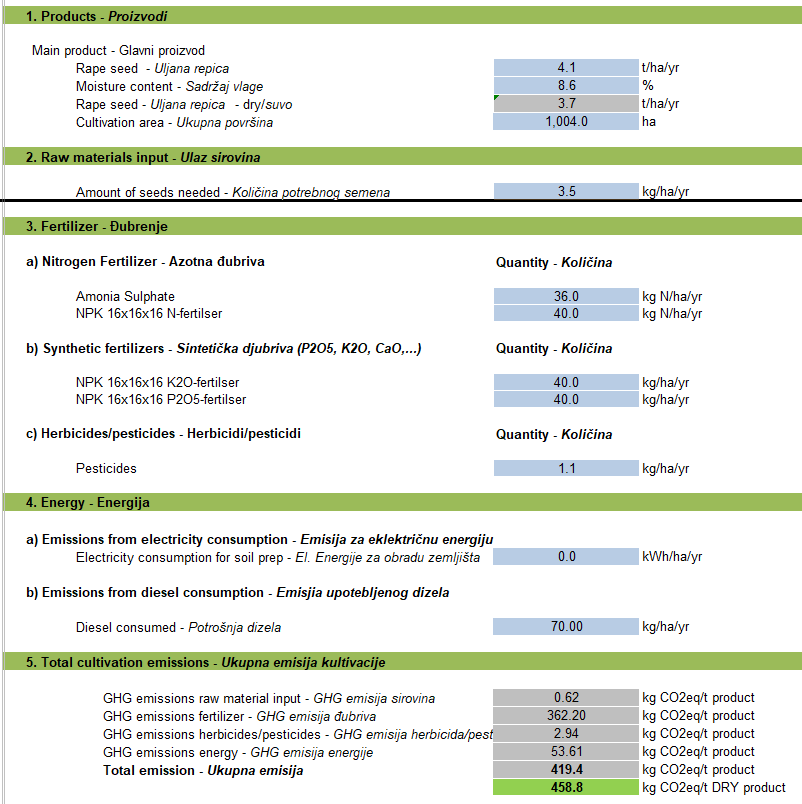 1. Products - Proizvodi
Main product - Glavni proizvod
Rape seed - Uljana repica 4.1 t/ha/yr
Moisture content - Sadržaj vlage 8.6 %
Rape seed - Uljana repica - dry/suvo 3.7 t/ha/yr
Cultivation area - Ukupna površina 1,004.0 ha
2. Raw materials input - Ulaz sirovina
Amount of seeds needed - Količina potrebnog semena 3.5 kg/ha/yr
3. Fertilizer - Đubrenje
a) Nitrogen Fertilizer - Azotna đubriva Quantity - Količina
Amonia Sulphate 36.0 kg N/ha/yr
NPK 16x16x16 N-fertilser 40.0 kg N/ha/yr
b) Synthetic fertilizers - Sintetička djubriva (P2O5, K2O, CaO,...) Quantity - Količina
NPK 16x16x16 K2O-fertilser 40.0 kg/ha/yr
NPK 16x16x16 P2O5-fertilser 40.0 kg/ha/yr
c) Herbicides/pesticides - Herbicidi/pesticidi Quantity - Količina
Pesticides 1.1 kg/ha/yr
4. Energy - Energija
a) Emissions from electricity consumption - Emisija za eklektričnu energiju
Electricity consumption for soil prep - El. Energije za obradu zemljišta 0.0 kWh/ha/yr
b) Emissions from diesel consumption - Emisjia upotebljenog dizela
Diesel consumed - Potrošnja dizela 70.00 kg/ha/yr
5. Total cultivation emissions - Ukupna emisija kultivacije
GHG emissions raw material input - GHG emisija sirovina 0.62 kg CO2eq/t product
GHG emissions fertilizer - GHG emisija đubriva 362.20 kg CO2eq/t product
GHG emissions herbicides/pesticides - GHG emisija herbicida/pest 2.94 kg CO2eq/t product
GHG emissions energy - GHG emisija energije 53.61 kg CO2eq/t product
Total emission - Ukupna emisija 419.4 kg CO2eq/t product
458.8 kg CO2eq/t DRY product